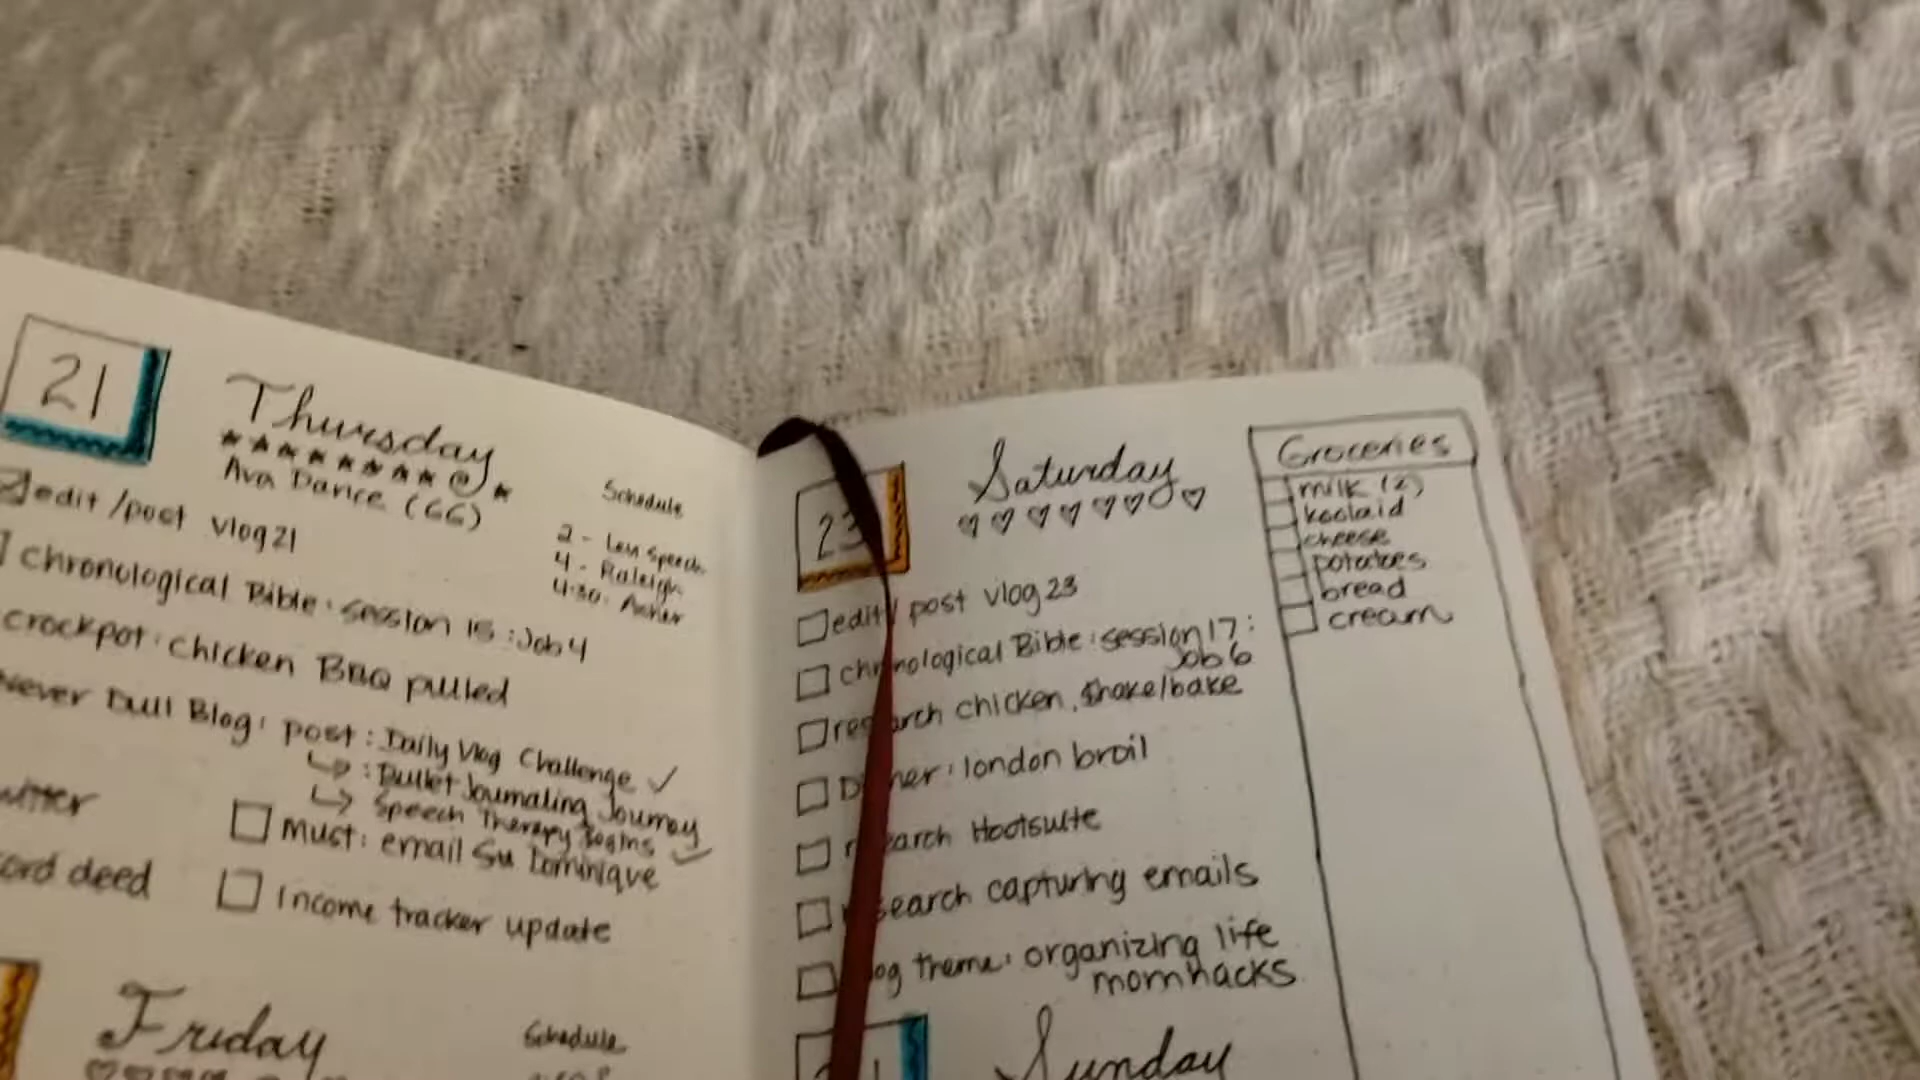 21
Thursday
Ava Dance (GG)
Schedule
2 - Levi Speech
4 - Raleigh
4:30 - Asher
edit/post vlog 21
chronological Bible: session 15: Job 4
crockpot: chicken BBQ pulled
Never Dull Blog: post: Daily Vlog Challenge ✓
↳: Bullet Journaling Journey
↳ Speech Therapy Begins ✓
Must: email Su Dominique
deed
Income tracker update
Friday
Schedule
23
Saturday
edit/post vlog 23
chronological Bible: session 17:
Job 6
research chicken, shake/bake
Dinner: london broil
research Hootsuite
research capturing emails
theme: organizing life
momhacks
Sunday
Groceries
milk (2)
koolaid
cheese
potatoes
bread
cream